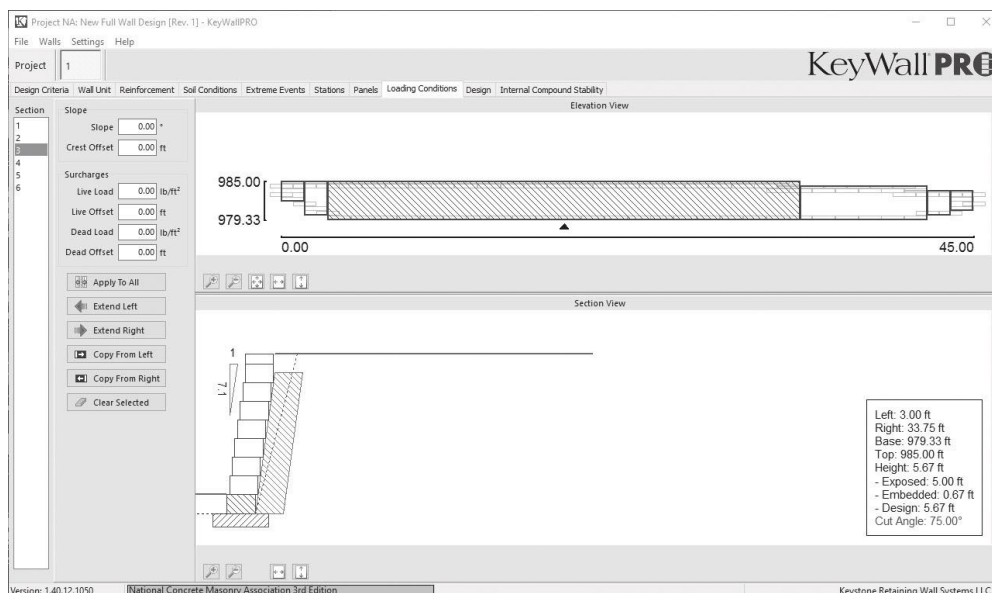 Project NA: New Full Wall Design [Rev. 1] - KeyWallPRO
File Walls Settings Help
Project 1
KeyWall PRO
Design Criteria Wall Unit Reinforcement Soil Conditions Extreme Events Stations Panels Loading Conditions Design Internal Compound Stability
Section
1
2
3
4
5
6
Slope
Slope 0.00 °
Crest Offset 0.00 ft
Surcharges
Live Load 0.00 lb/ft²
Live Offset 0.00 ft
Dead Load 0.00 lb/ft²
Dead Offset 0.00 ft
Apply To All
Extend Left
Extend Right
Copy From Left
Copy From Right
Clear Selected
Elevation View
985.00
979.33
0.00 45.00
Section View
1
7.1
Left: 3.00 ft
Right: 33.75 ft
Base: 979.33 ft
Top: 985.00 ft
Height: 5.67 ft
- Exposed: 5.00 ft
- Embedded: 0.67 ft
- Design: 5.67 ft
Cut Angle: 75.00°
Version: 1.40.12.1050 National Concrete Masonry Association 3rd Edition Keystone Retaining Wall Systems LLC